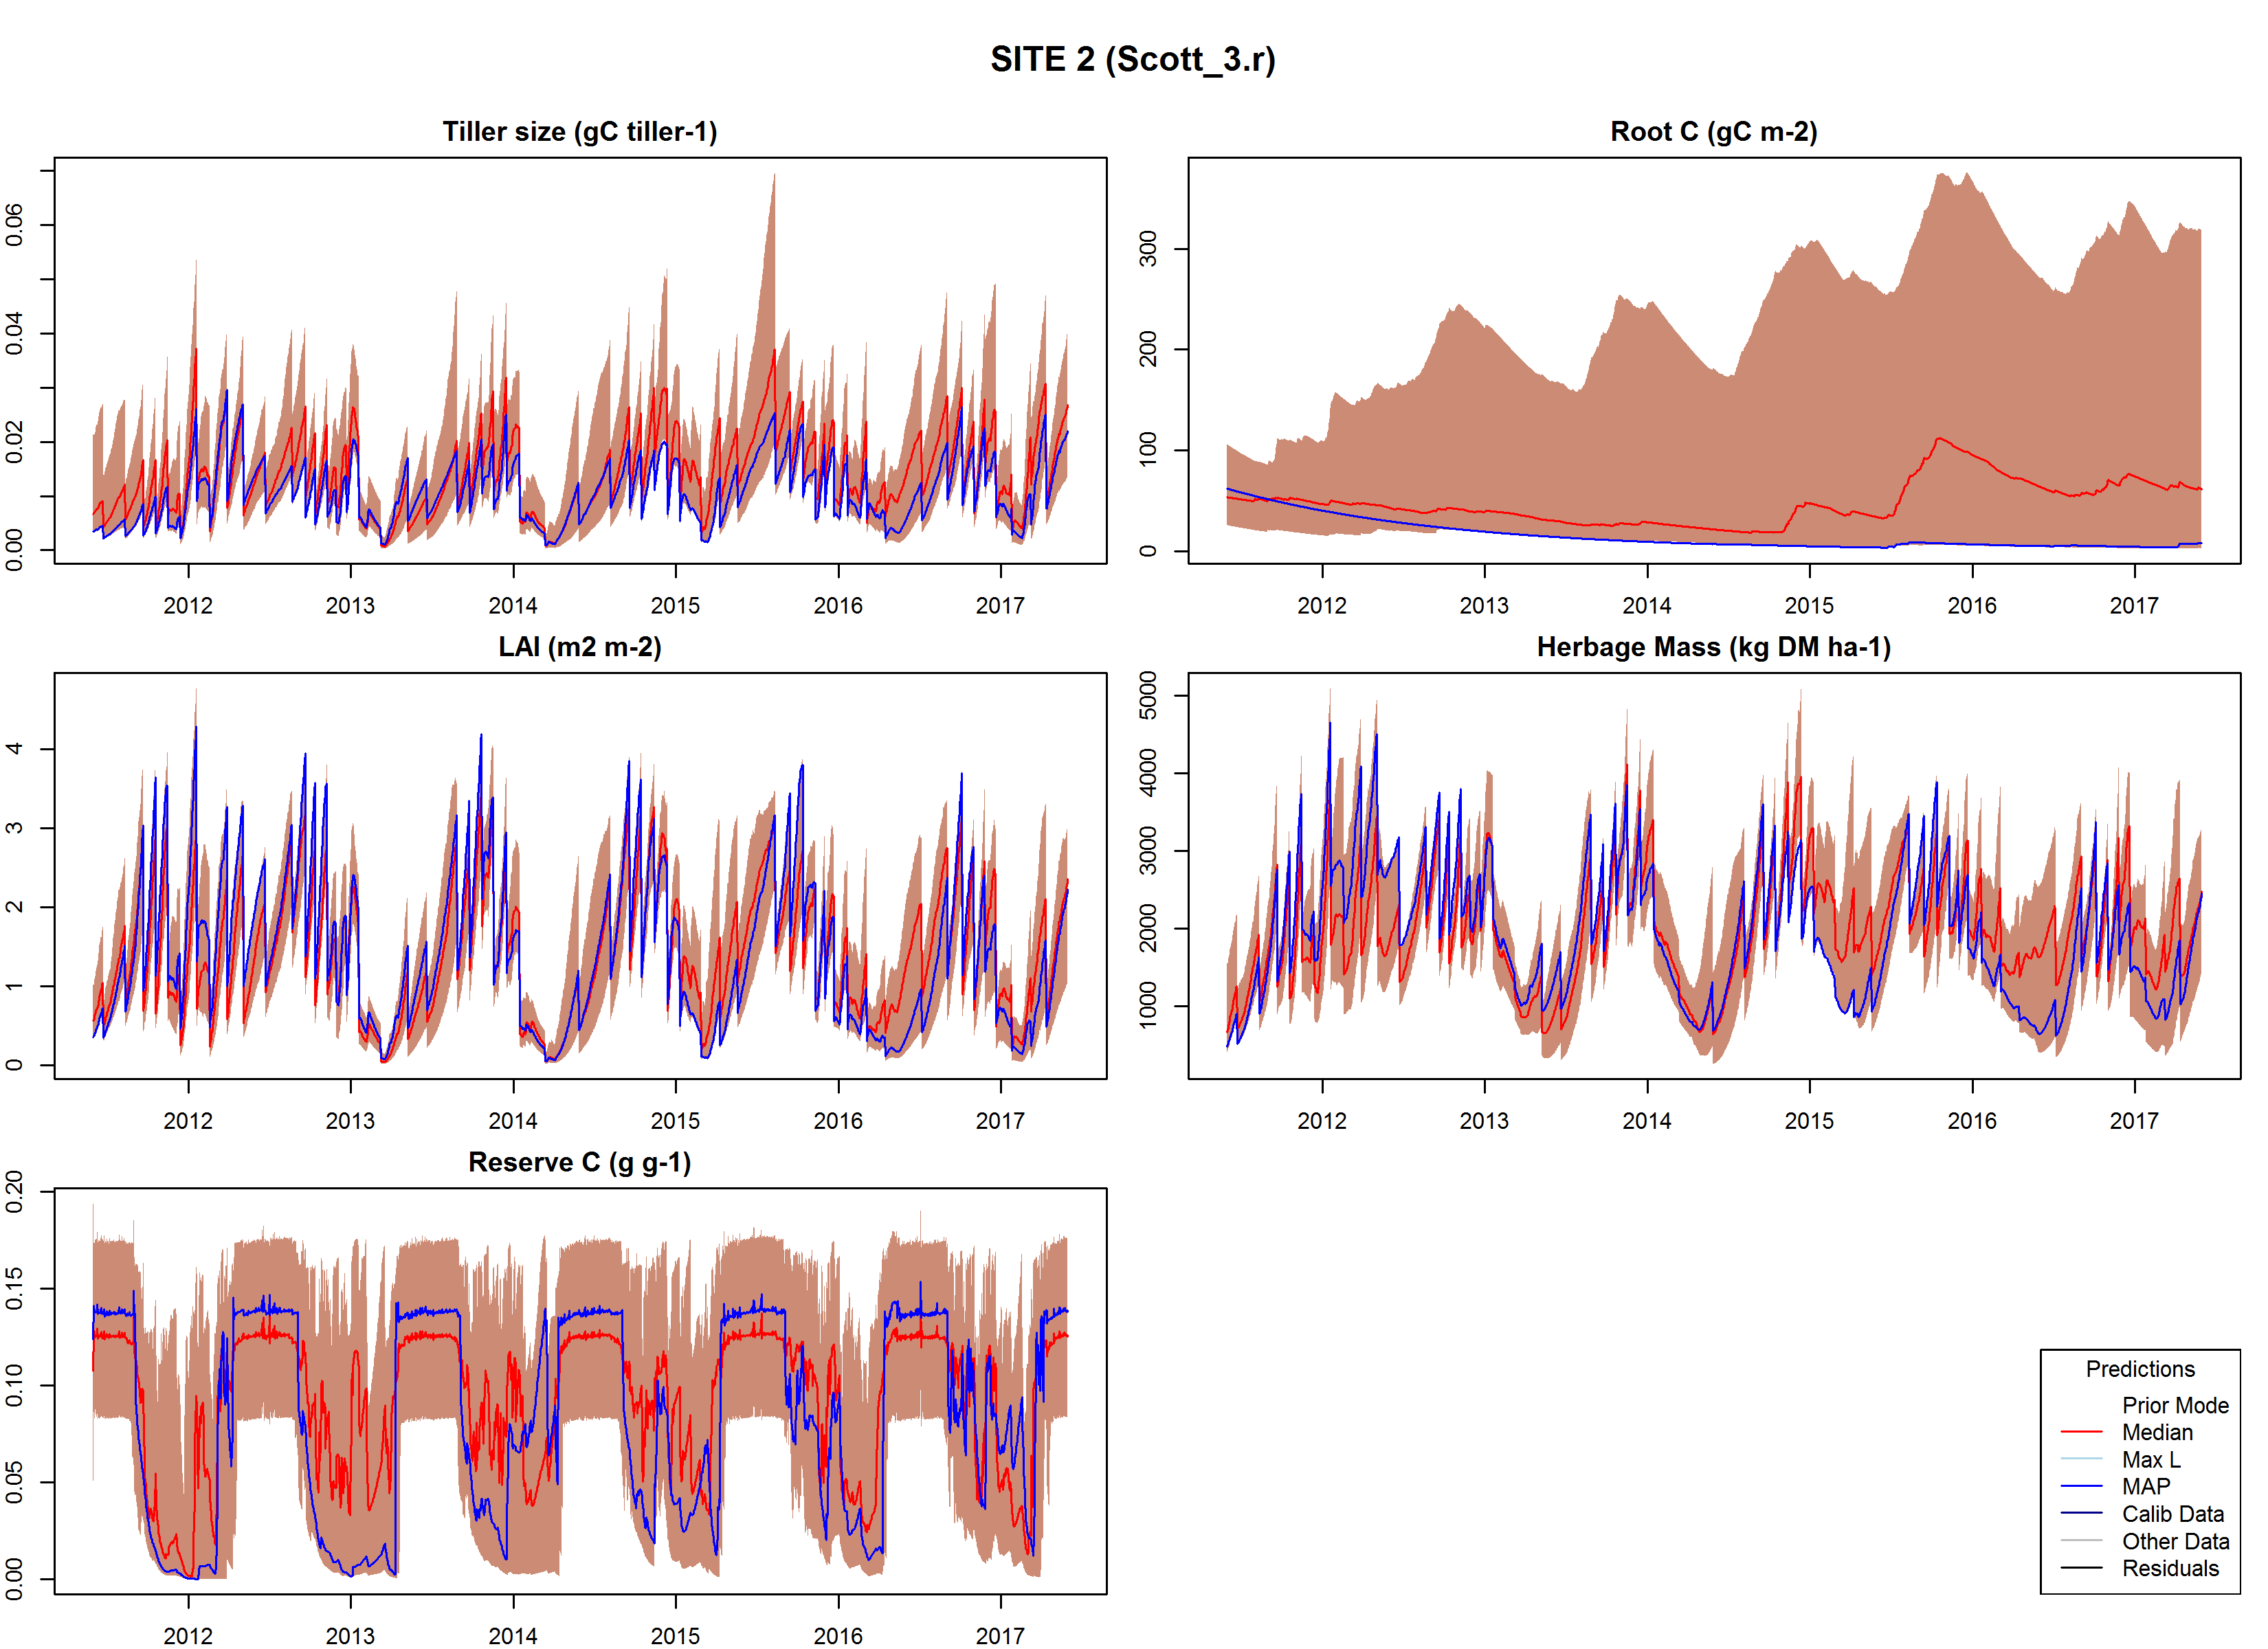 SITE 2 (Scott_3.r)
Tiller size (gC tiller-1)
0.00 0.02 0.04 0.06
2012 2013 2014 2015 2016 2017
Root C (gC m-2)
0 100 200 300
2012 2013 2014 2015 2016 2017
LAI (m2 m-2)
0 1 2 3 4
2012 2013 2014 2015 2016 2017
Herbage Mass (kg DM ha-1)
1000 2000 3000 4000 5000
2012 2013 2014 2015 2016 2017
Reserve C (g g-1)
0.00 0.05 0.10 0.15 0.20
2012 2013 2014 2015 2016 2017
Predictions
Prior Mode
Median
Max L
MAP
Calib Data
Other Data
Residuals